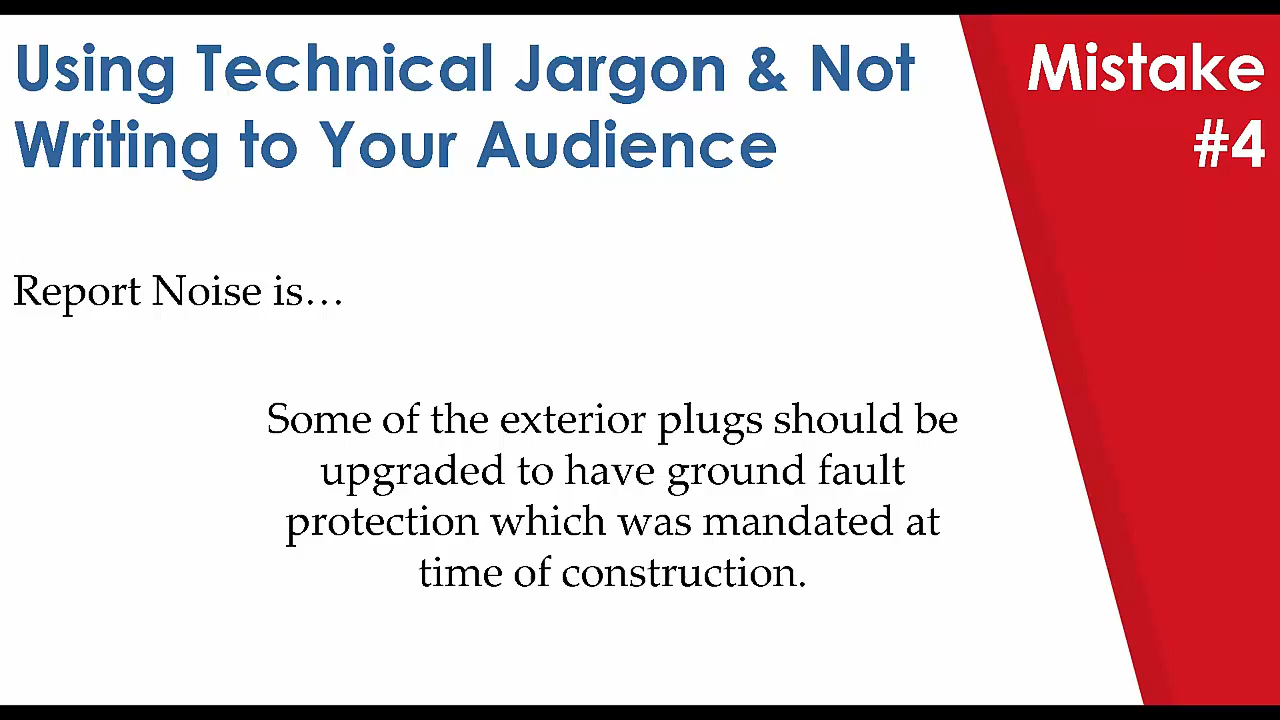 Using Technical Jargon & Not
Writing to Your Audience
Mistake
#4
Report Noise is…
Some of the exterior plugs should be
upgraded to have ground fault
protection which was mandated at
time of construction.